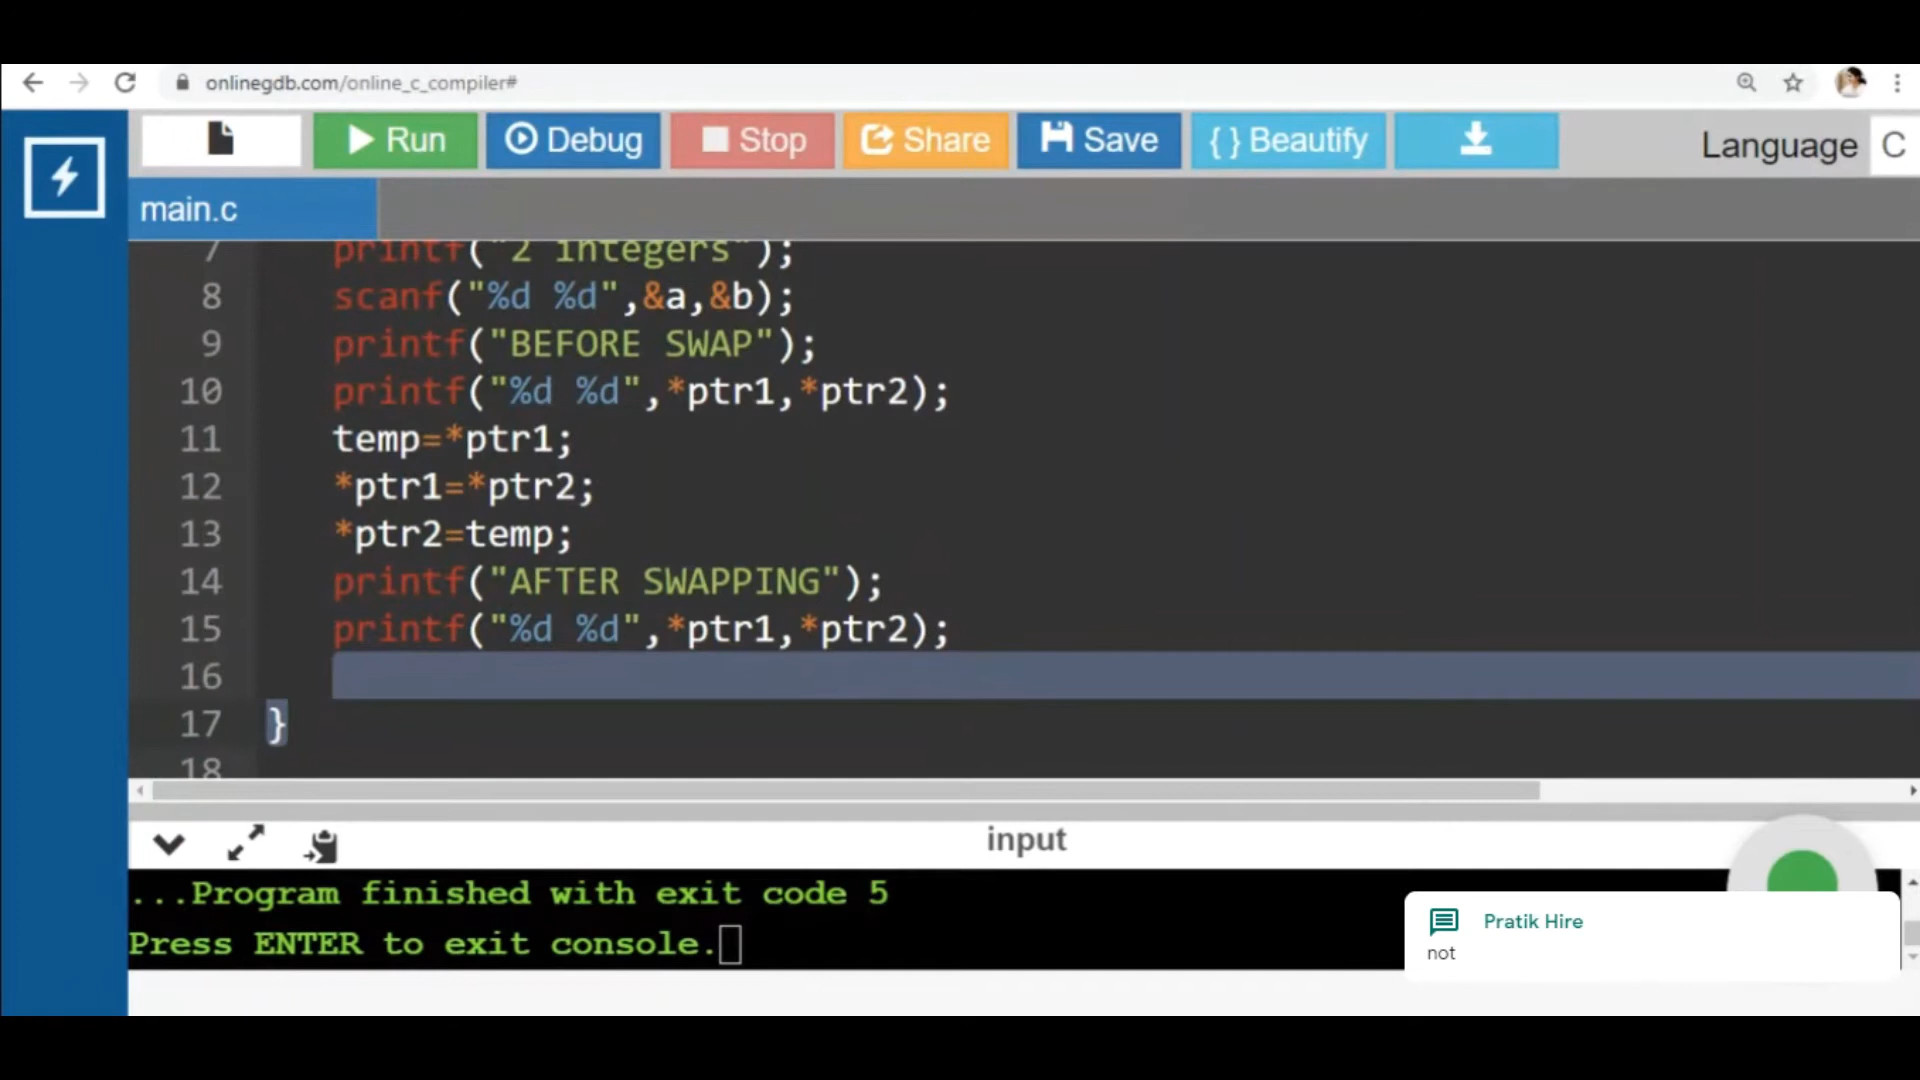 onlinegdb.com/online_c_compiler#
Run Debug Stop Share Save { } Beautify Language C
main.c
7 printf("2 integers");
8 scanf("%d %d",&a,&b);
9 printf("BEFORE SWAP");
10 printf("%d %d",*ptr1,*ptr2);
11 temp=*ptr1;
12 *ptr1=*ptr2;
13 *ptr2=temp;
14 printf("AFTER SWAPPING");
15 printf("%d %d",*ptr1,*ptr2);
16
17 }
18
input
...Program finished with exit code 5
Press ENTER to exit console.
Pratik Hire
not